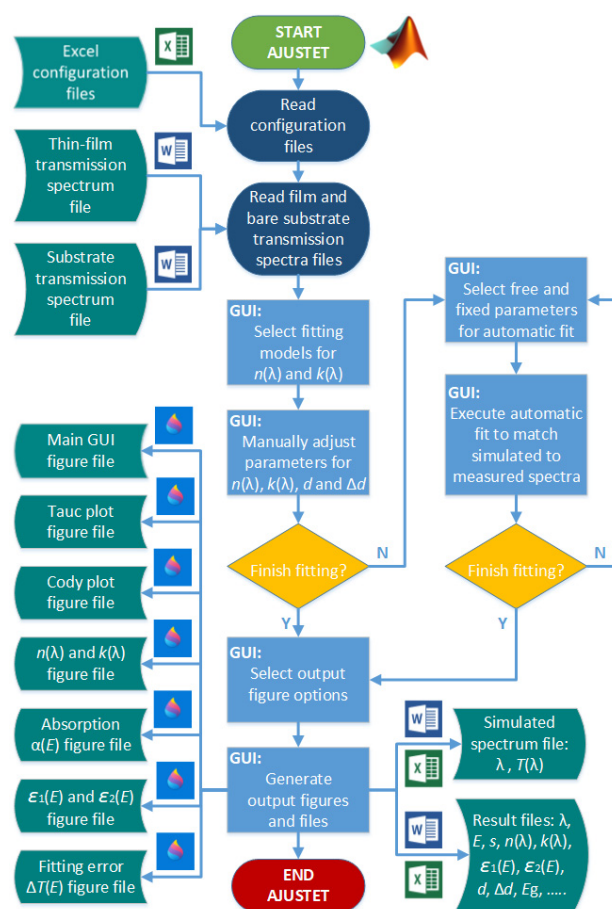 START
AJUSTET
Excel
configuration
files
X
Read
configuration
files
Thin-film
transmission
spectrum
file
W
Read film and
bare substrate
transmission
spectra files
Substrate
transmission
spectrum
file
W
GUI:
Select fitting
models for
n(λ) and k(λ)
GUI:
Manually adjust
parameters for
n(λ), k(λ), d and Δd
Finish fitting?
N
Y
GUI:
Select free and
fixed parameters
for automatic fit
GUI:
Execute automatic
fit to match
simulated to
measured spectra
Finish fitting?
N
Y
GUI:
Select output
figure options
GUI:
Generate
output figures
and files
END
AJUSTET
Main GUI
figure file
Tauc plot
figure file
Cody plot
figure file
n(λ) and k(λ)
figure file
Absorption
α(E) figure file
ε1(E) and ε2(E)
figure file
Fitting error
ΔT(E) figure file
W
X
Simulated
spectrum file:
λ , T(λ)
W
X
Result files: λ,
E, s, n(λ), k(λ),
ε1(E), ε2(E),
d, Δd, Eg, .....